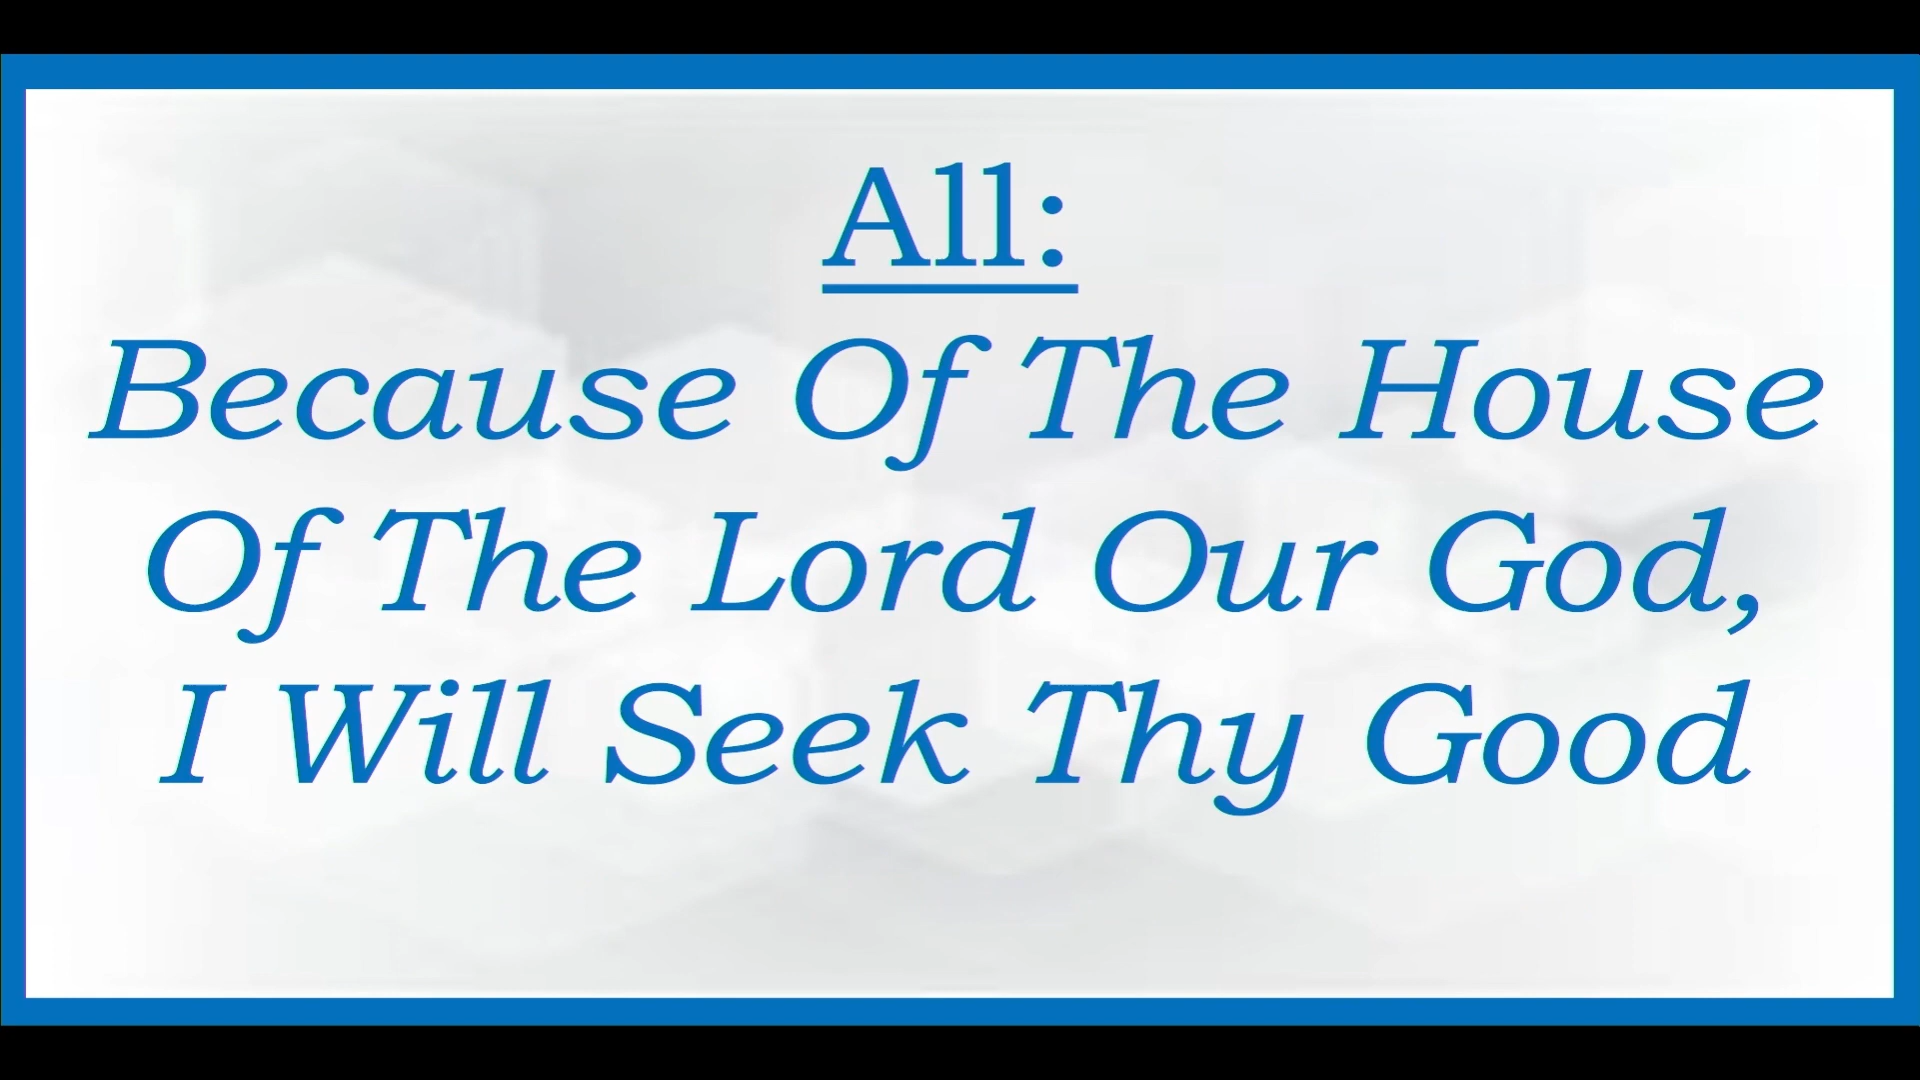 All:
Because Of The House
Of The Lord Our God,
I Will Seek Thy Good